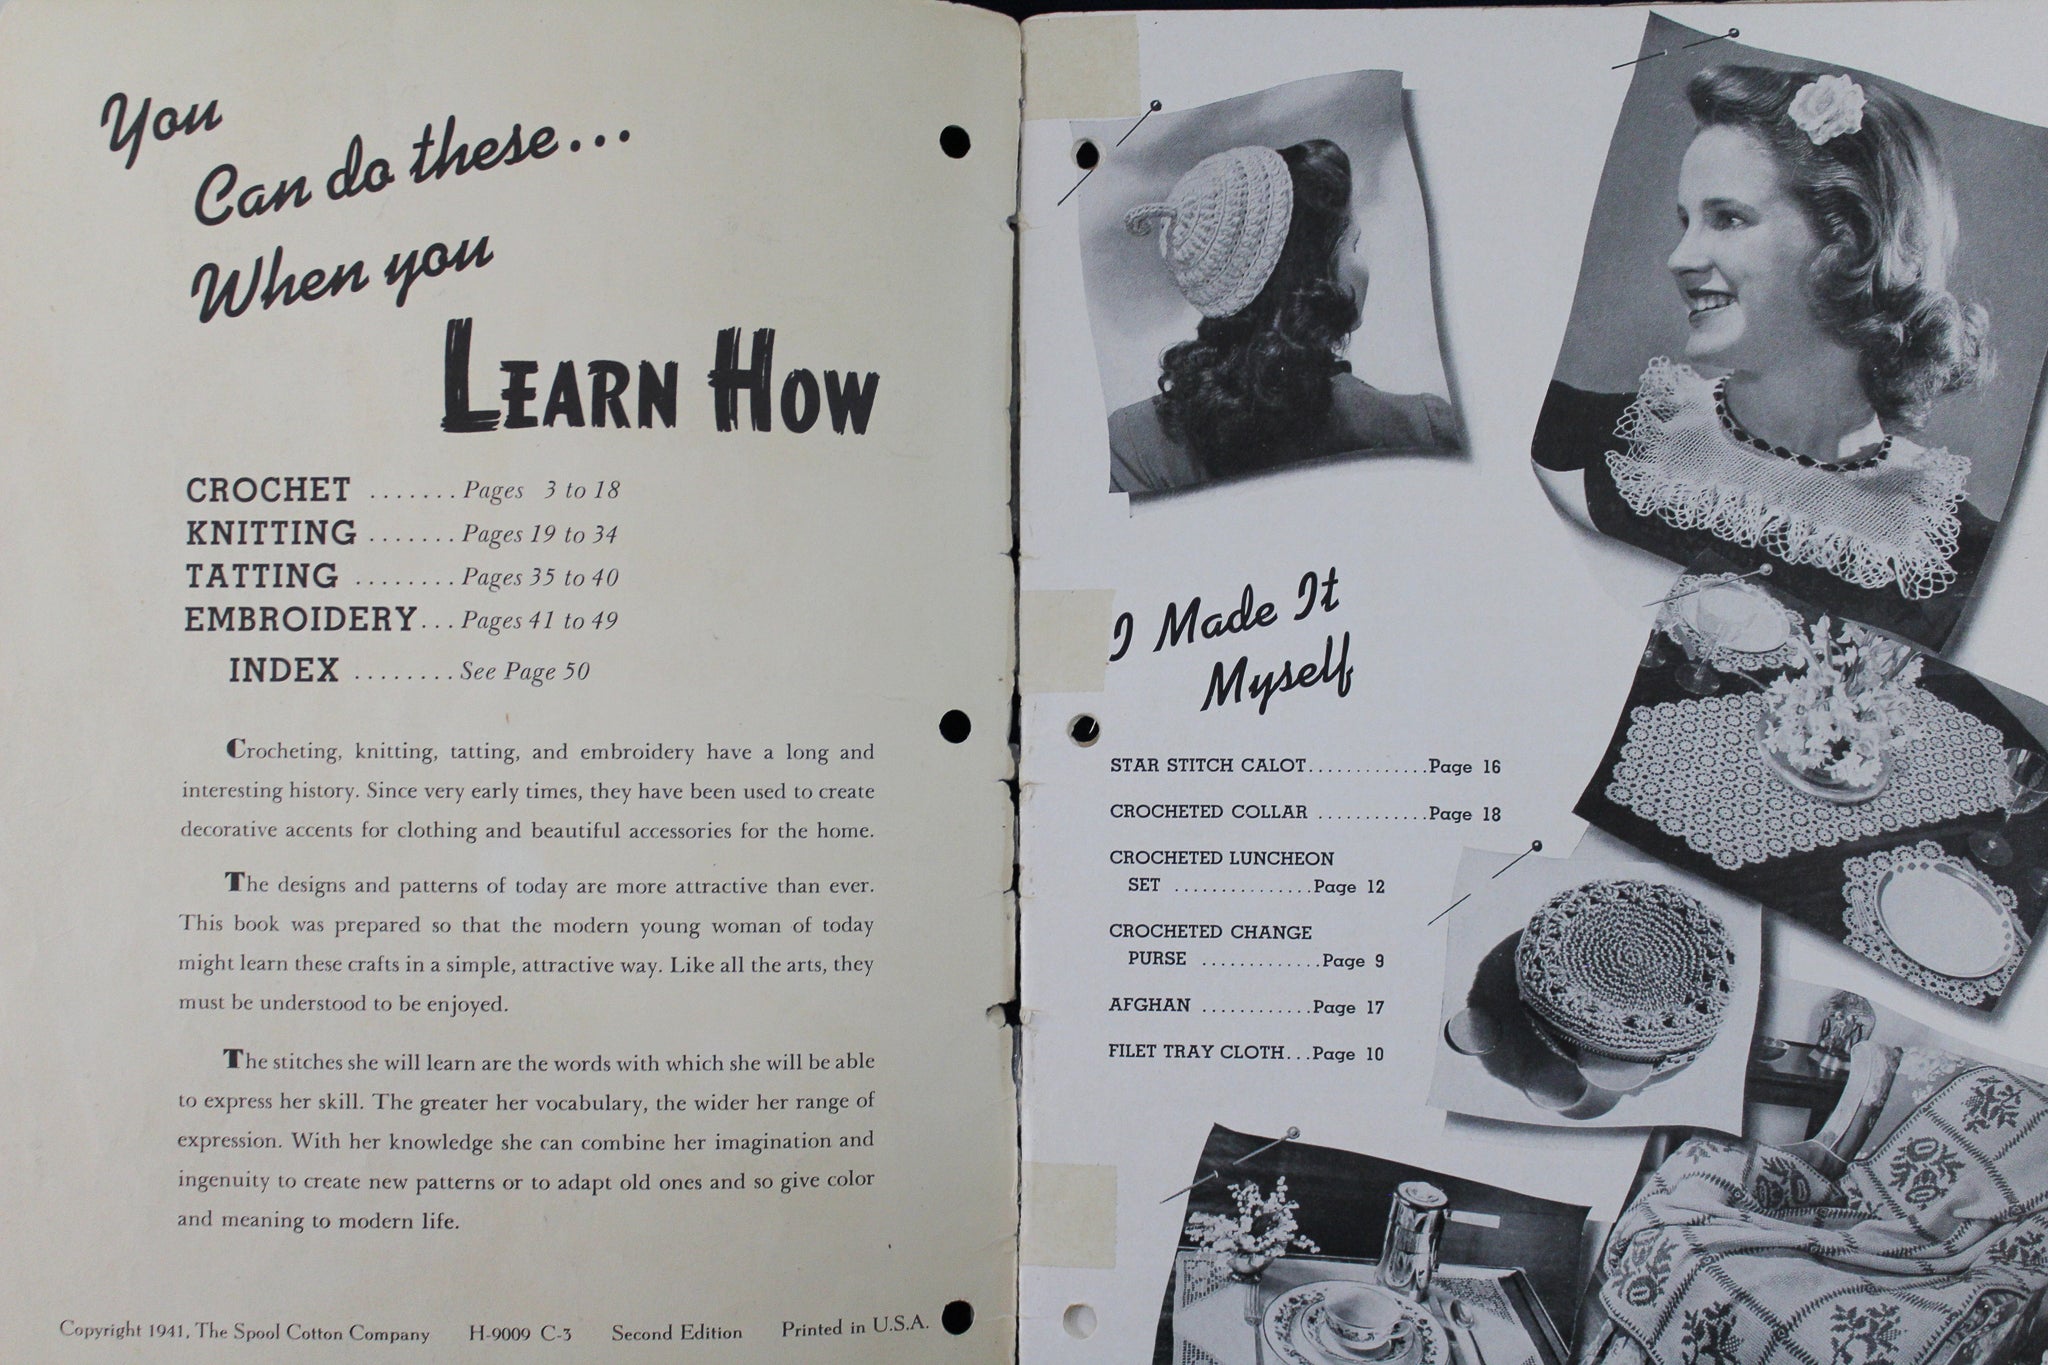 You
Can do these...
When you
LEARN HOW
CROCHET ....... Pages 3 to 18
KNITTING ....... Pages 19 to 34
TATTING ........ Pages 35 to 40
EMBROIDERY... Pages 41 to 49
INDEX ........ See Page 50
Crocheting, knitting, tatting, and embroidery have a long and
interesting history. Since very early times, they have been used to create
decorative accents for clothing and beautiful accessories for the home.
The designs and patterns of today are more attractive than ever.
This book was prepared so that the modern young woman of today
might learn these crafts in a simple, attractive way. Like all the arts, they
must be understood to be enjoyed.
The stitches she will learn are the words with which she will be able
to express her skill. The greater her vocabulary, the wider her range of
expression. With her knowledge she can combine her imagination and
ingenuity to create new patterns or to adapt old ones and so give color
and meaning to modern life.
Copyright 1941, The Spool Cotton Company H-9009 C-3 Second Edition Printed in U.S.A.
I Made It
Myself
STAR STITCH CALOT.............Page 16
CROCHETED COLLAR ............Page 18
CROCHETED LUNCHEON
SET ...............Page 12
CROCHETED CHANGE
PURSE .............Page 9
AFGHAN ............Page 17
FILET TRAY CLOTH...Page 10